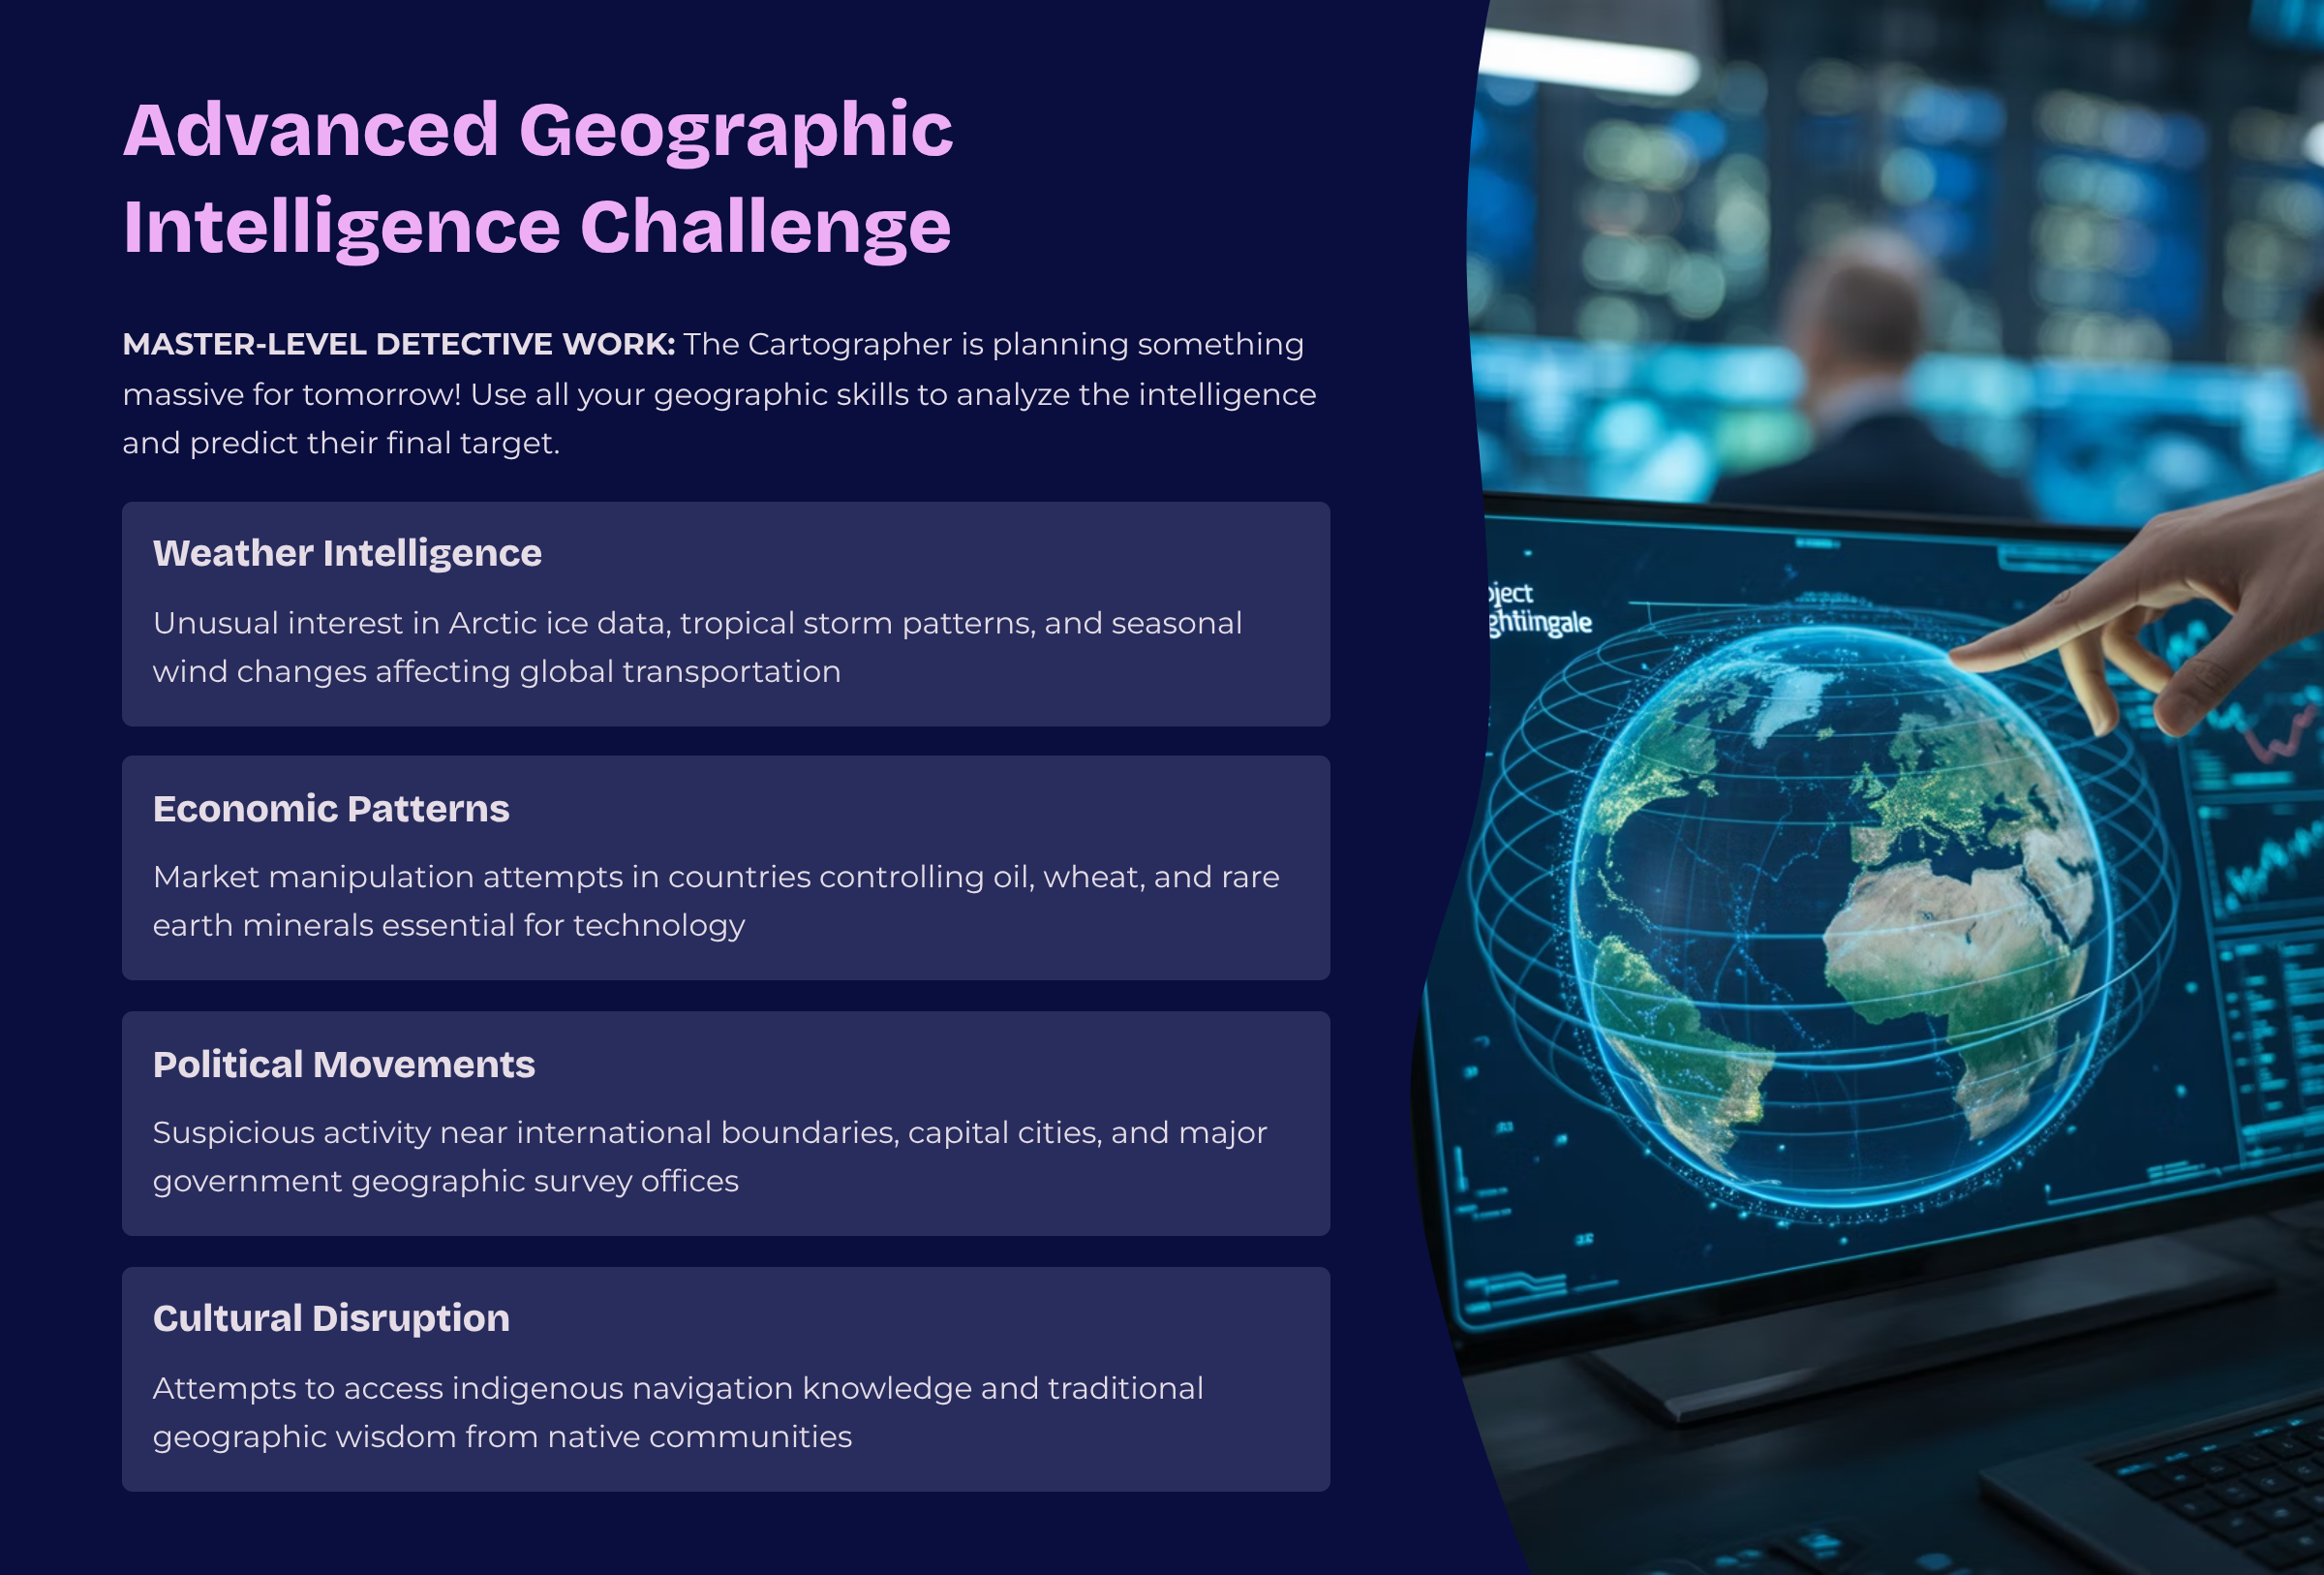 Advanced Geographic
Intelligence Challenge
MASTER-LEVEL DETECTIVE WORK: The Cartographer is planning something
massive for tomorrow! Use all your geographic skills to analyze the intelligence
and predict their final target.
Weather Intelligence
Unusual interest in Arctic ice data, tropical storm patterns, and seasonal
wind changes affecting global transportation
Economic Patterns
Market manipulation attempts in countries controlling oil, wheat, and rare
earth minerals essential for technology
Political Movements
Suspicious activity near international boundaries, capital cities, and major
government geographic survey offices
Cultural Disruption
Attempts to access indigenous navigation knowledge and traditional
geographic wisdom from native communities
oject
ghtiingale